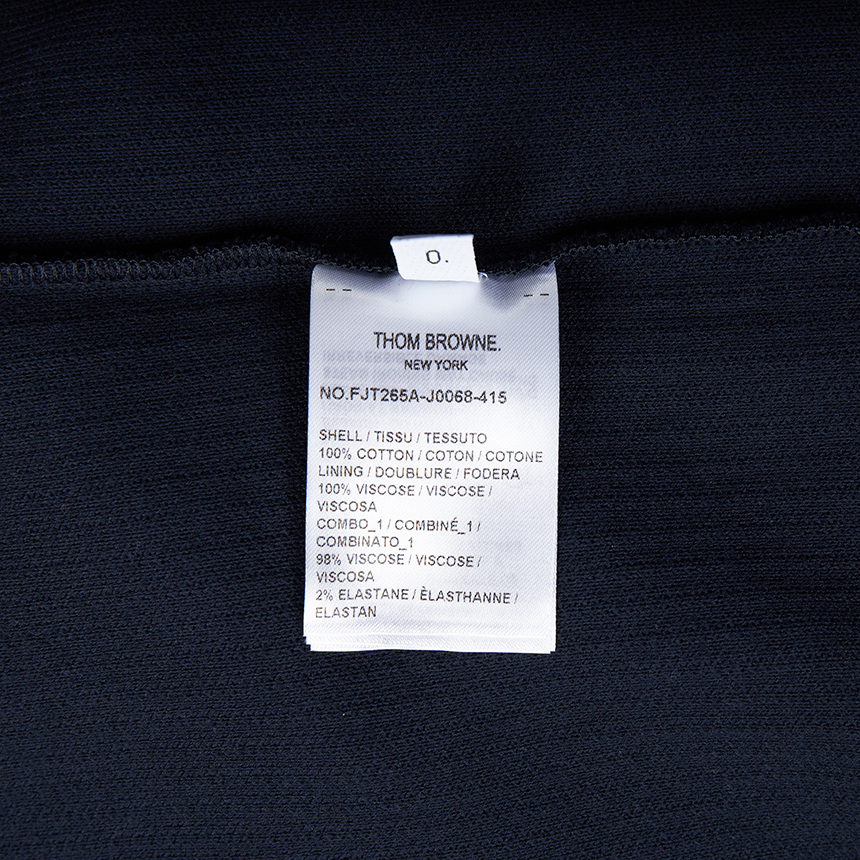 0.
THOM BROWNE.
NEW YORK
NO.FJT265A-J0068-415
SHELL / TISSU / TESSUTO
100% COTTON / COTON / COTONE
LINING / DOUBLURE / FODERA
100% VISCOSE / VISCOSE /
VISCOSA
COMBO_1 / COMBINÉ_1 /
COMBINATO_1
98% VISCOSE / VISCOSE /
VISCOSA
2% ELASTANE / ÈLASTHANNE /
ELASTAN